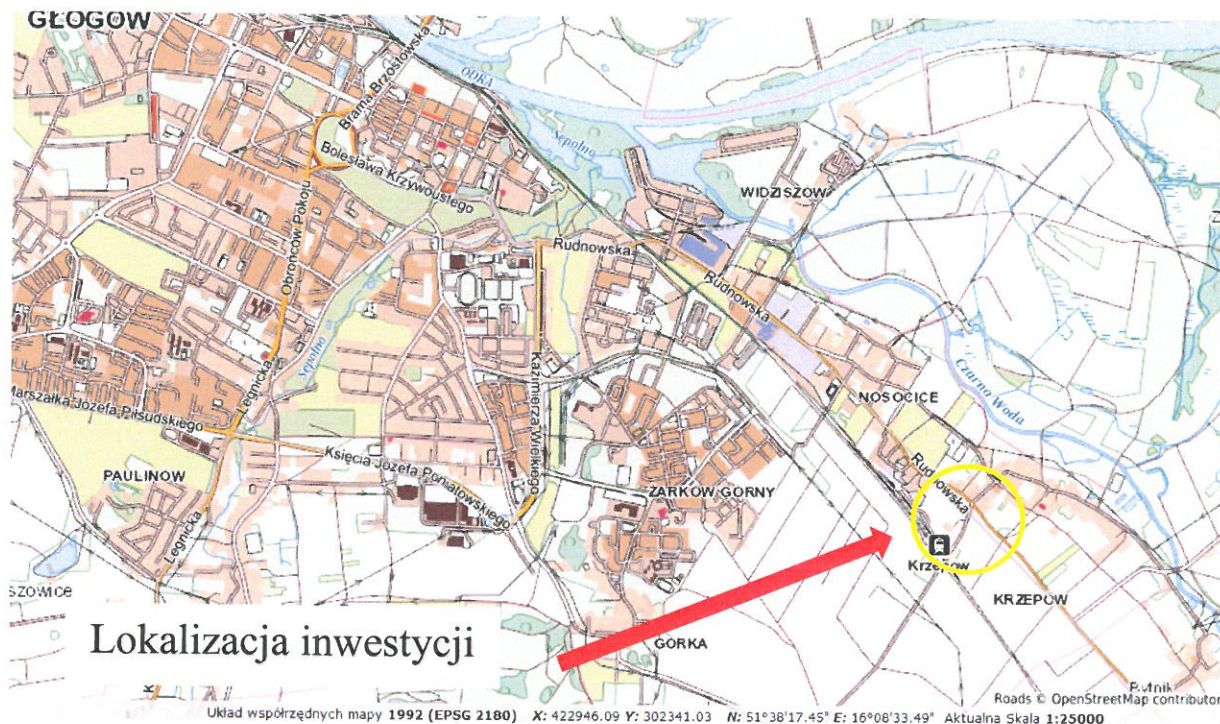 GŁOGÓW
Brama Brzostowska
ODRA
Sępolno
Bolesława Krzywoustego
WIDZISZÓW
Rudnowska
Obrońców Pokoju
Rudnowska
Czarna Woda
Sępolno
Legnicka
Kazimierza Wielkiego
NOSOCICE
Marszałka Józefa Piłsudskiego
Rudnowska
PAULINÓW
Księcia Józefa Poniatowskiego
ŻARKÓW GÓRNY
Legnicka
Krzepów
SZOWICE
KRZEPÓW
Lokalizacja inwestycji
GÓRKA
Roads © OpenStreetMap contributor
Układ współrzędnych mapy 1992 (EPSG 2180) X: 422946.09 Y: 302341.03 N: 51°38'17.45" E: 16°08'33.49" Aktualna Skala 1:25000